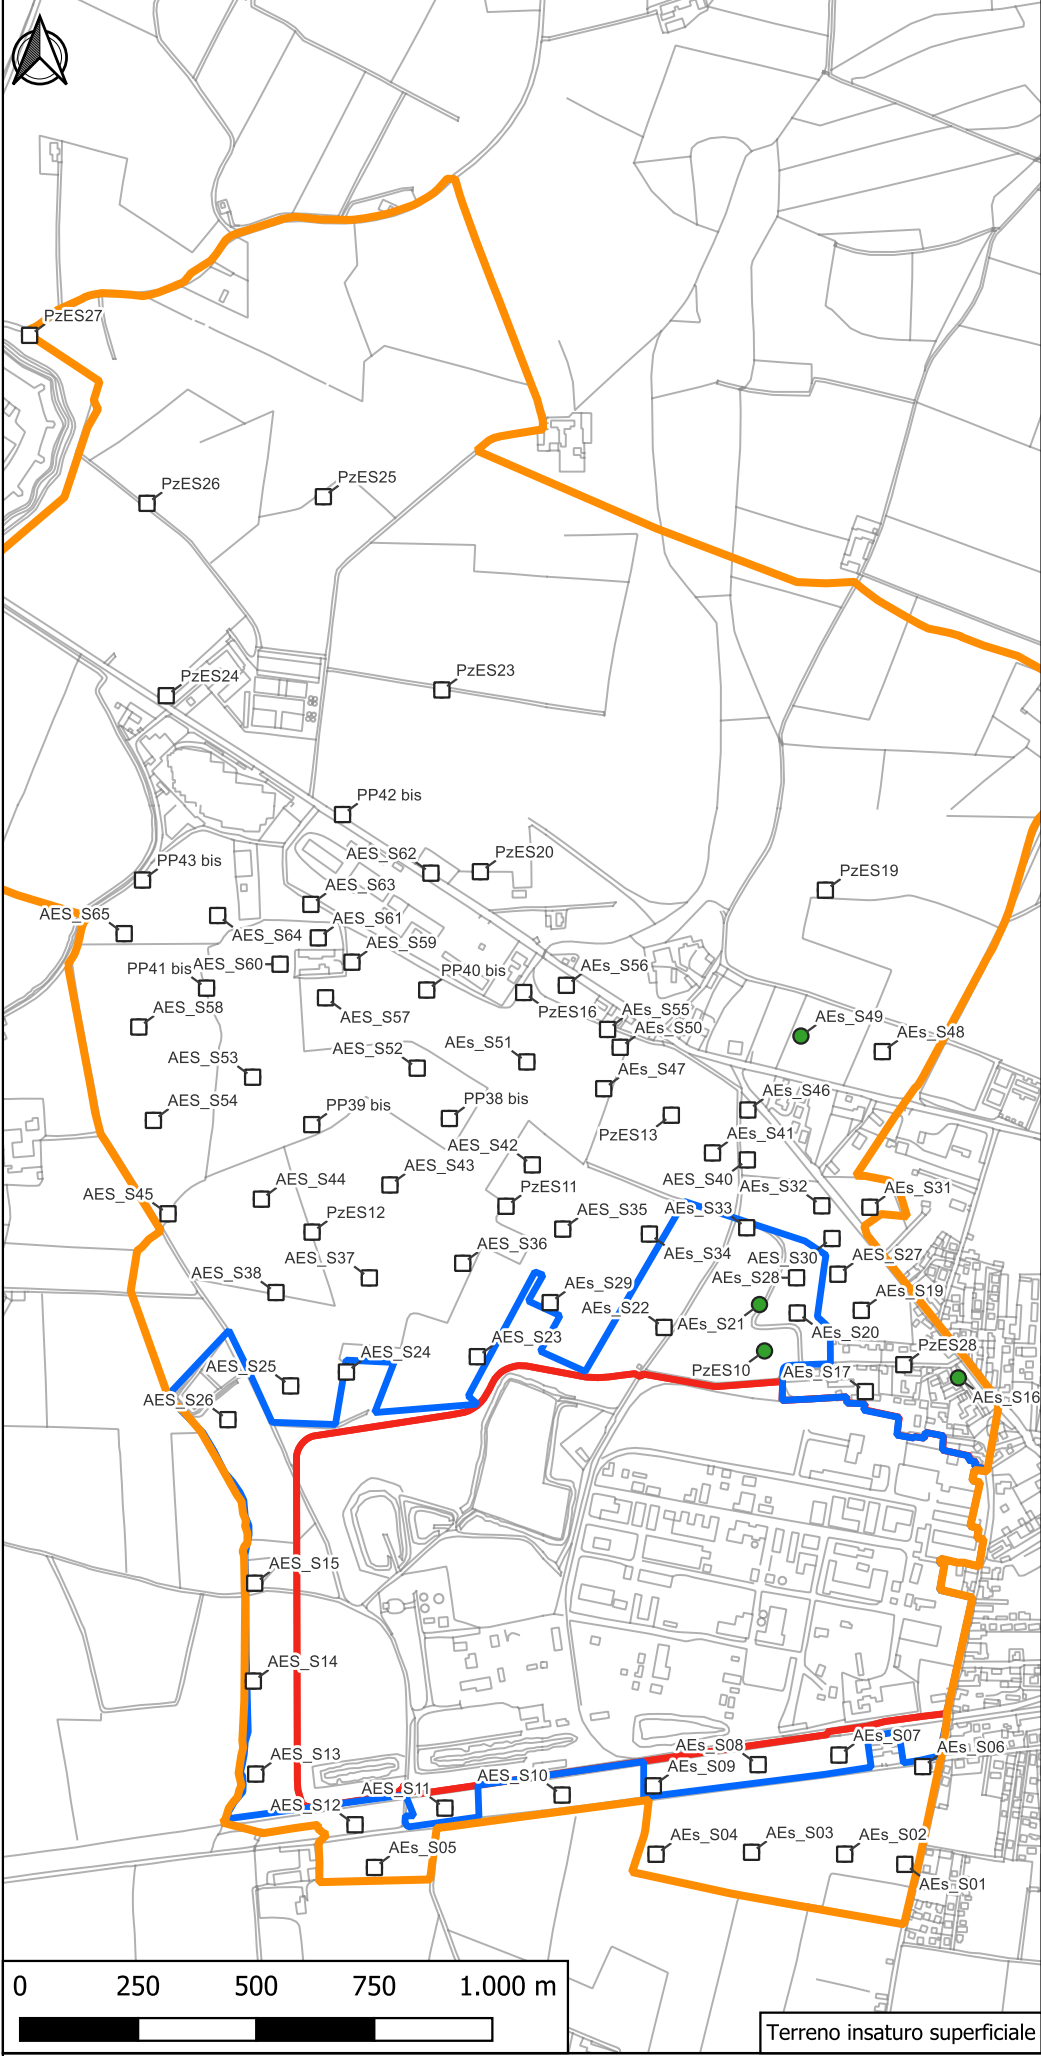 PzES27
PzES25
PzES26
PzES23
PzES24
PP42 bis
AES_S62
PzES20
PP43 bis
PzES19
AES_S63
AES_S65
AES_S61
AES_S64
AES_S59
PP41 bis
AES_S60
PP40 bis
AEs_S56
AES_S58
AES_S57
PzES16
AEs_S55
AEs_S49
AEs_S50
AEs_S48
AES_S53
AES_S52
AEs_S51
AEs_S47
AES_S54
PP39 bis
PP38 bis
AEs_S46
PzES13
AEs_S41
AES_S42
AES_S43
AES_S40
AES_S44
PzES11
AEs_S32
AEs_S31
AES_S45
PzES12
AES_S35
AEs_S33
AES_S36
AEs_S34
AES_S30
AES_S27
AES_S37
AES_S38
AEs_S28
AEs_S29
AEs_S22
AEs_S21
AEs_S19
AEs_S20
AES_S23
AES_S24
PzES10
PzES28
AES_S25
AES_S17
AES_S26
AEs_S16
AES_S15
AES_S14
AEs_S07
AEs_S08
AEs_S06
AES_S13
AEs_S09
AES_S10
AES_S11
AES_S12
AEs_S05
AEs_S04
AEs_S03
AEs_S02
AEs_S01
0 250 500 750 1.000 m
Terreno insaturo superficiale